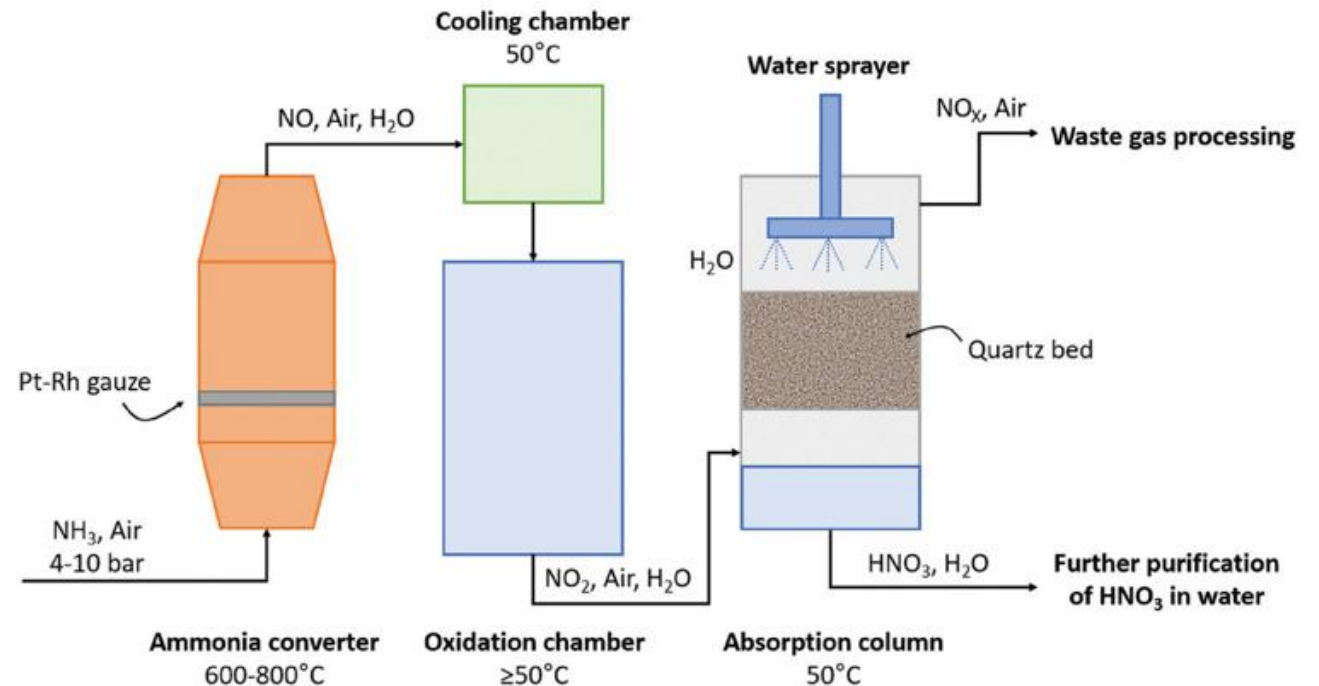 Cooling chamber
50°C
Water sprayer
NO, Air, H₂O
NOₓ, Air
Waste gas processing
H₂O
Quartz bed
Pt-Rh gauze
NH₃, Air
4-10 bar
NO₂, Air, H₂O
HNO₃, H₂O
Further purification
of HNO₃ in water
Ammonia converter
600-800°C
Oxidation chamber
≥50°C
Absorption column
50°C